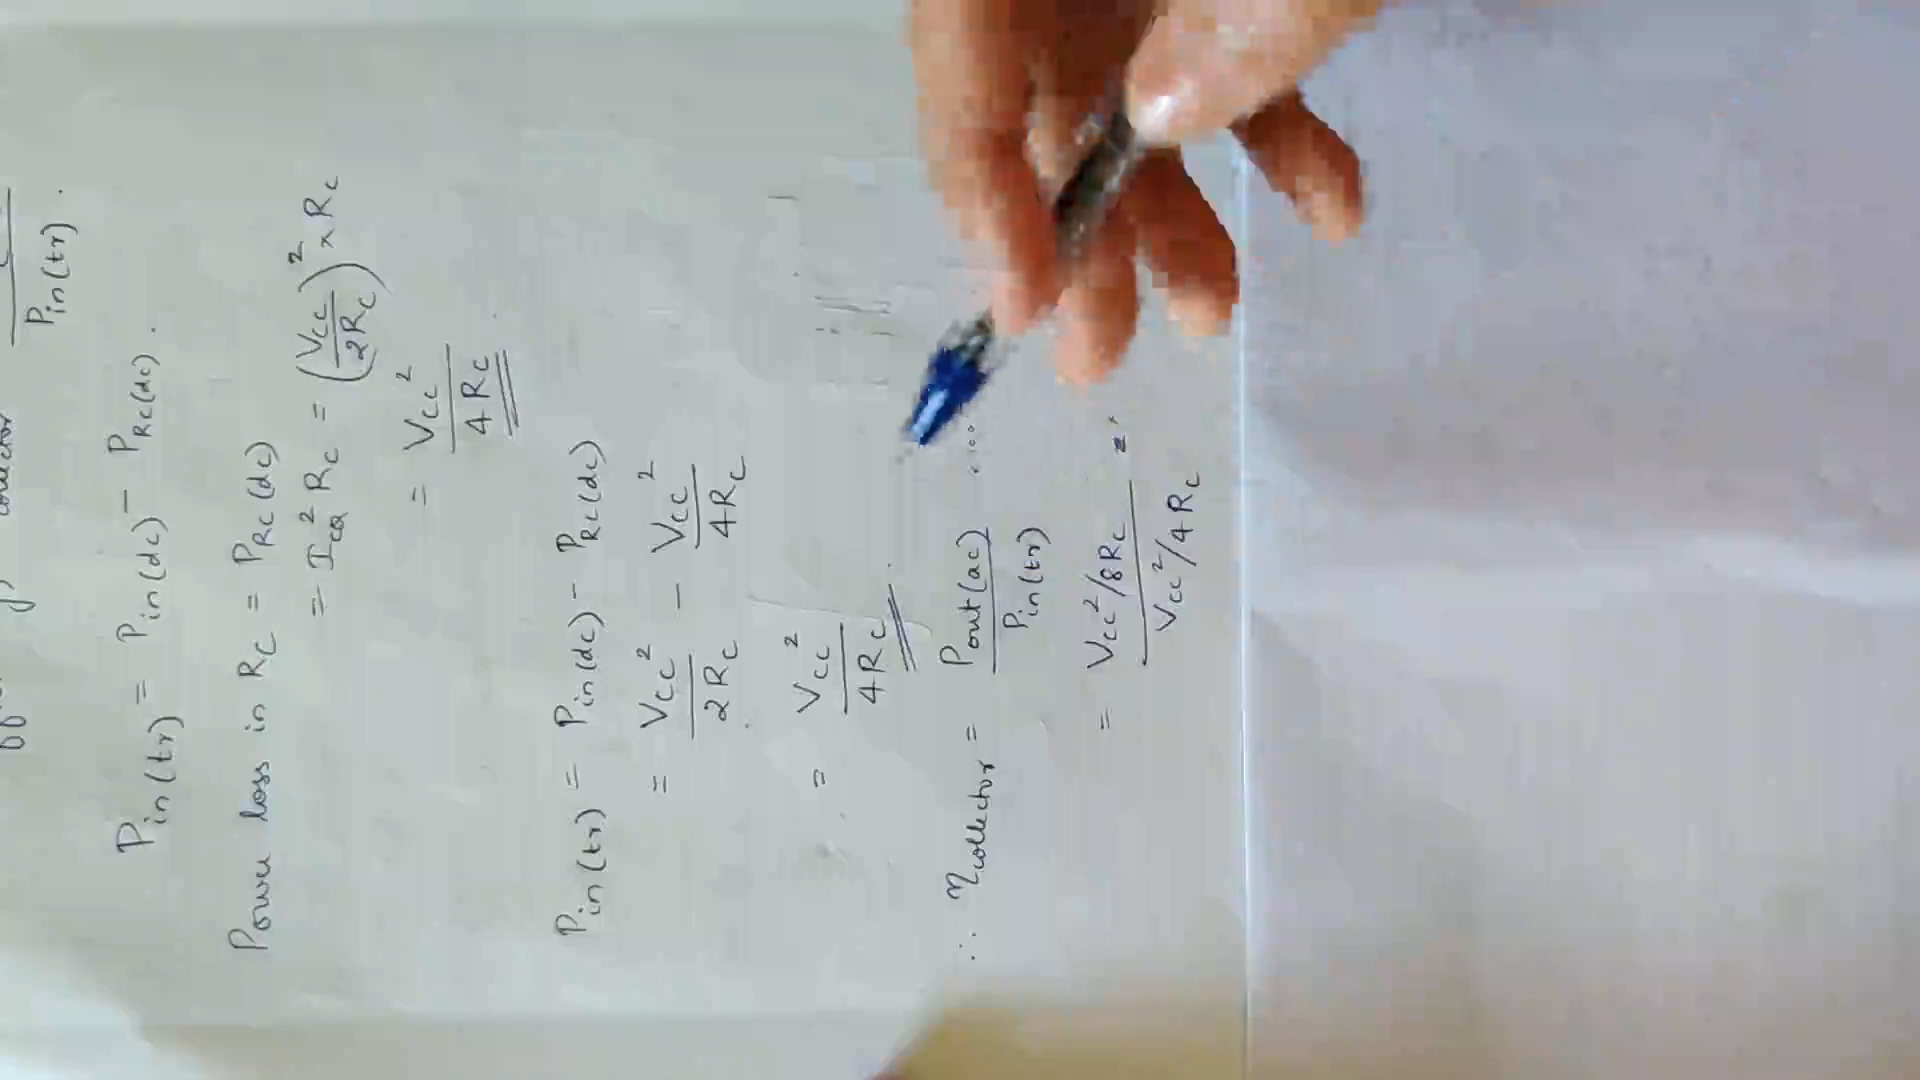 collector
Pin(tr).
Pin(tr) = Pin(dc) - PRC(dc).
Power loss in RC = PRC(dc)
= ICQ² RC = (VCC/2RC)² × RC
= VCC²/4RC
Pin(tr) = Pin(dc) - PRC(dc)
= VCC²/2RC - VCC²/4RC
= VCC²/4RC
∴ ηcollector = Pout(ac)/Pin(tr)
= VCC²/8RC / VCC²/4RC